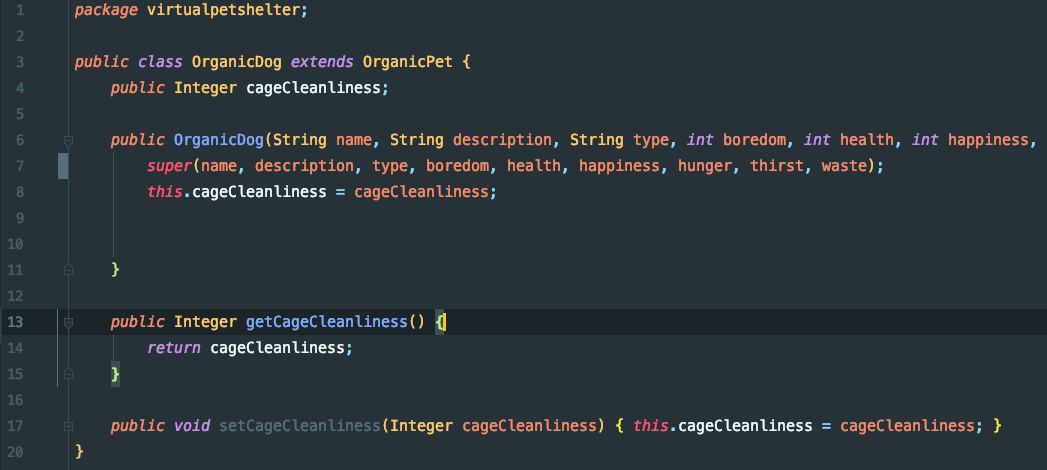 1 package virtualpetshelter;
2
3 public class OrganicDog extends OrganicPet {
4 public Integer cageCleanliness;
5
6 public OrganicDog(String name, String description, String type, int boredom, int health, int happiness,
7 super(name, description, type, boredom, health, happiness, hunger, thirst, waste);
8 this.cageCleanliness = cageCleanliness;
9
10
11 }
12
13 public Integer getCageCleanliness() {
14 return cageCleanliness;
15 }
16
17 public void setCageCleanliness(Integer cageCleanliness) { this.cageCleanliness = cageCleanliness; }
20 }